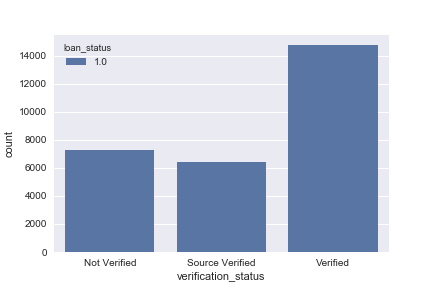 loan_status
1.0
14000
12000
10000
8000
6000
4000
2000
0
count
Not Verified
Source Verified
Verified
verification_status